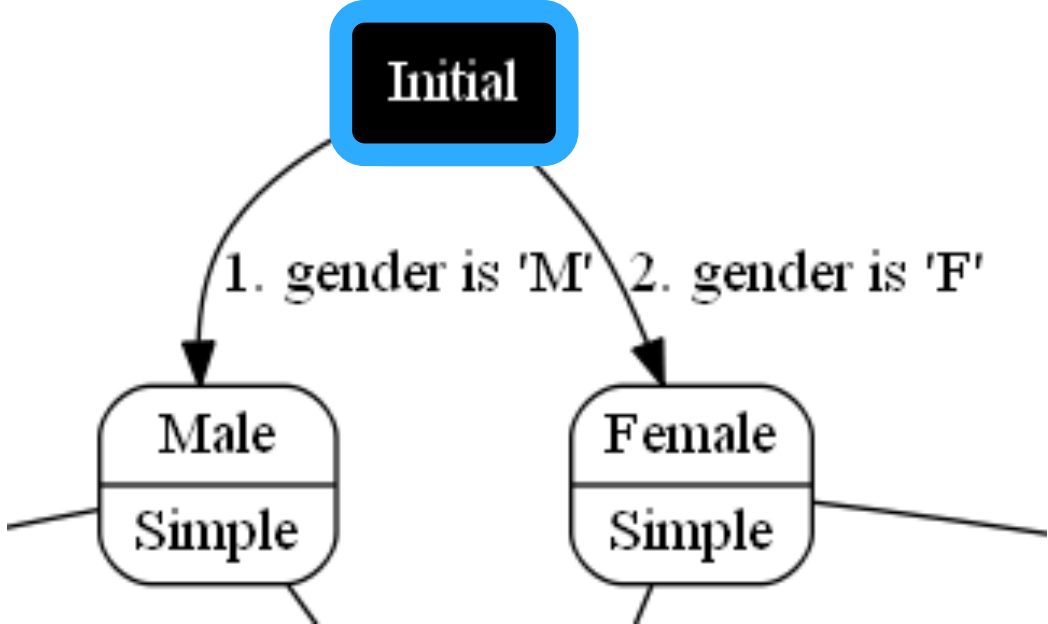 Initial
1. gender is 'M'
2. gender is 'F'
Male
Simple
Female
Simple